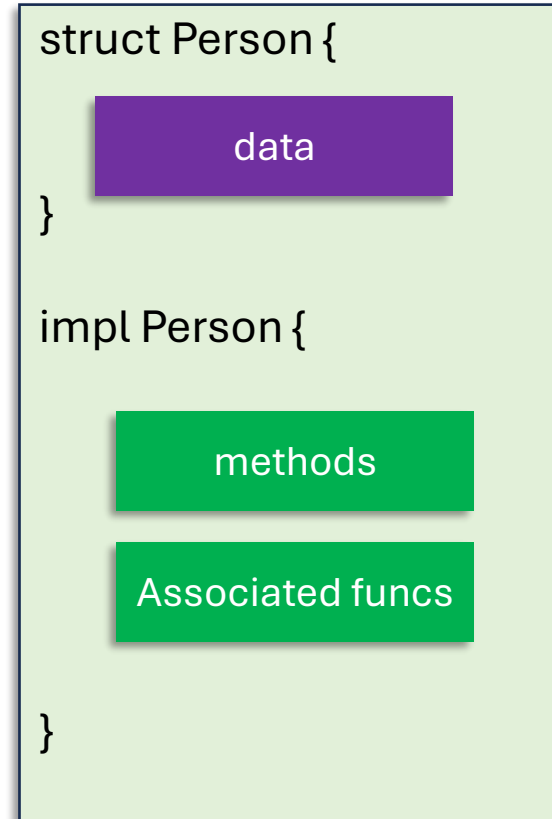 struct Person {
data
}
impl Person {
methods
Associated funcs
}